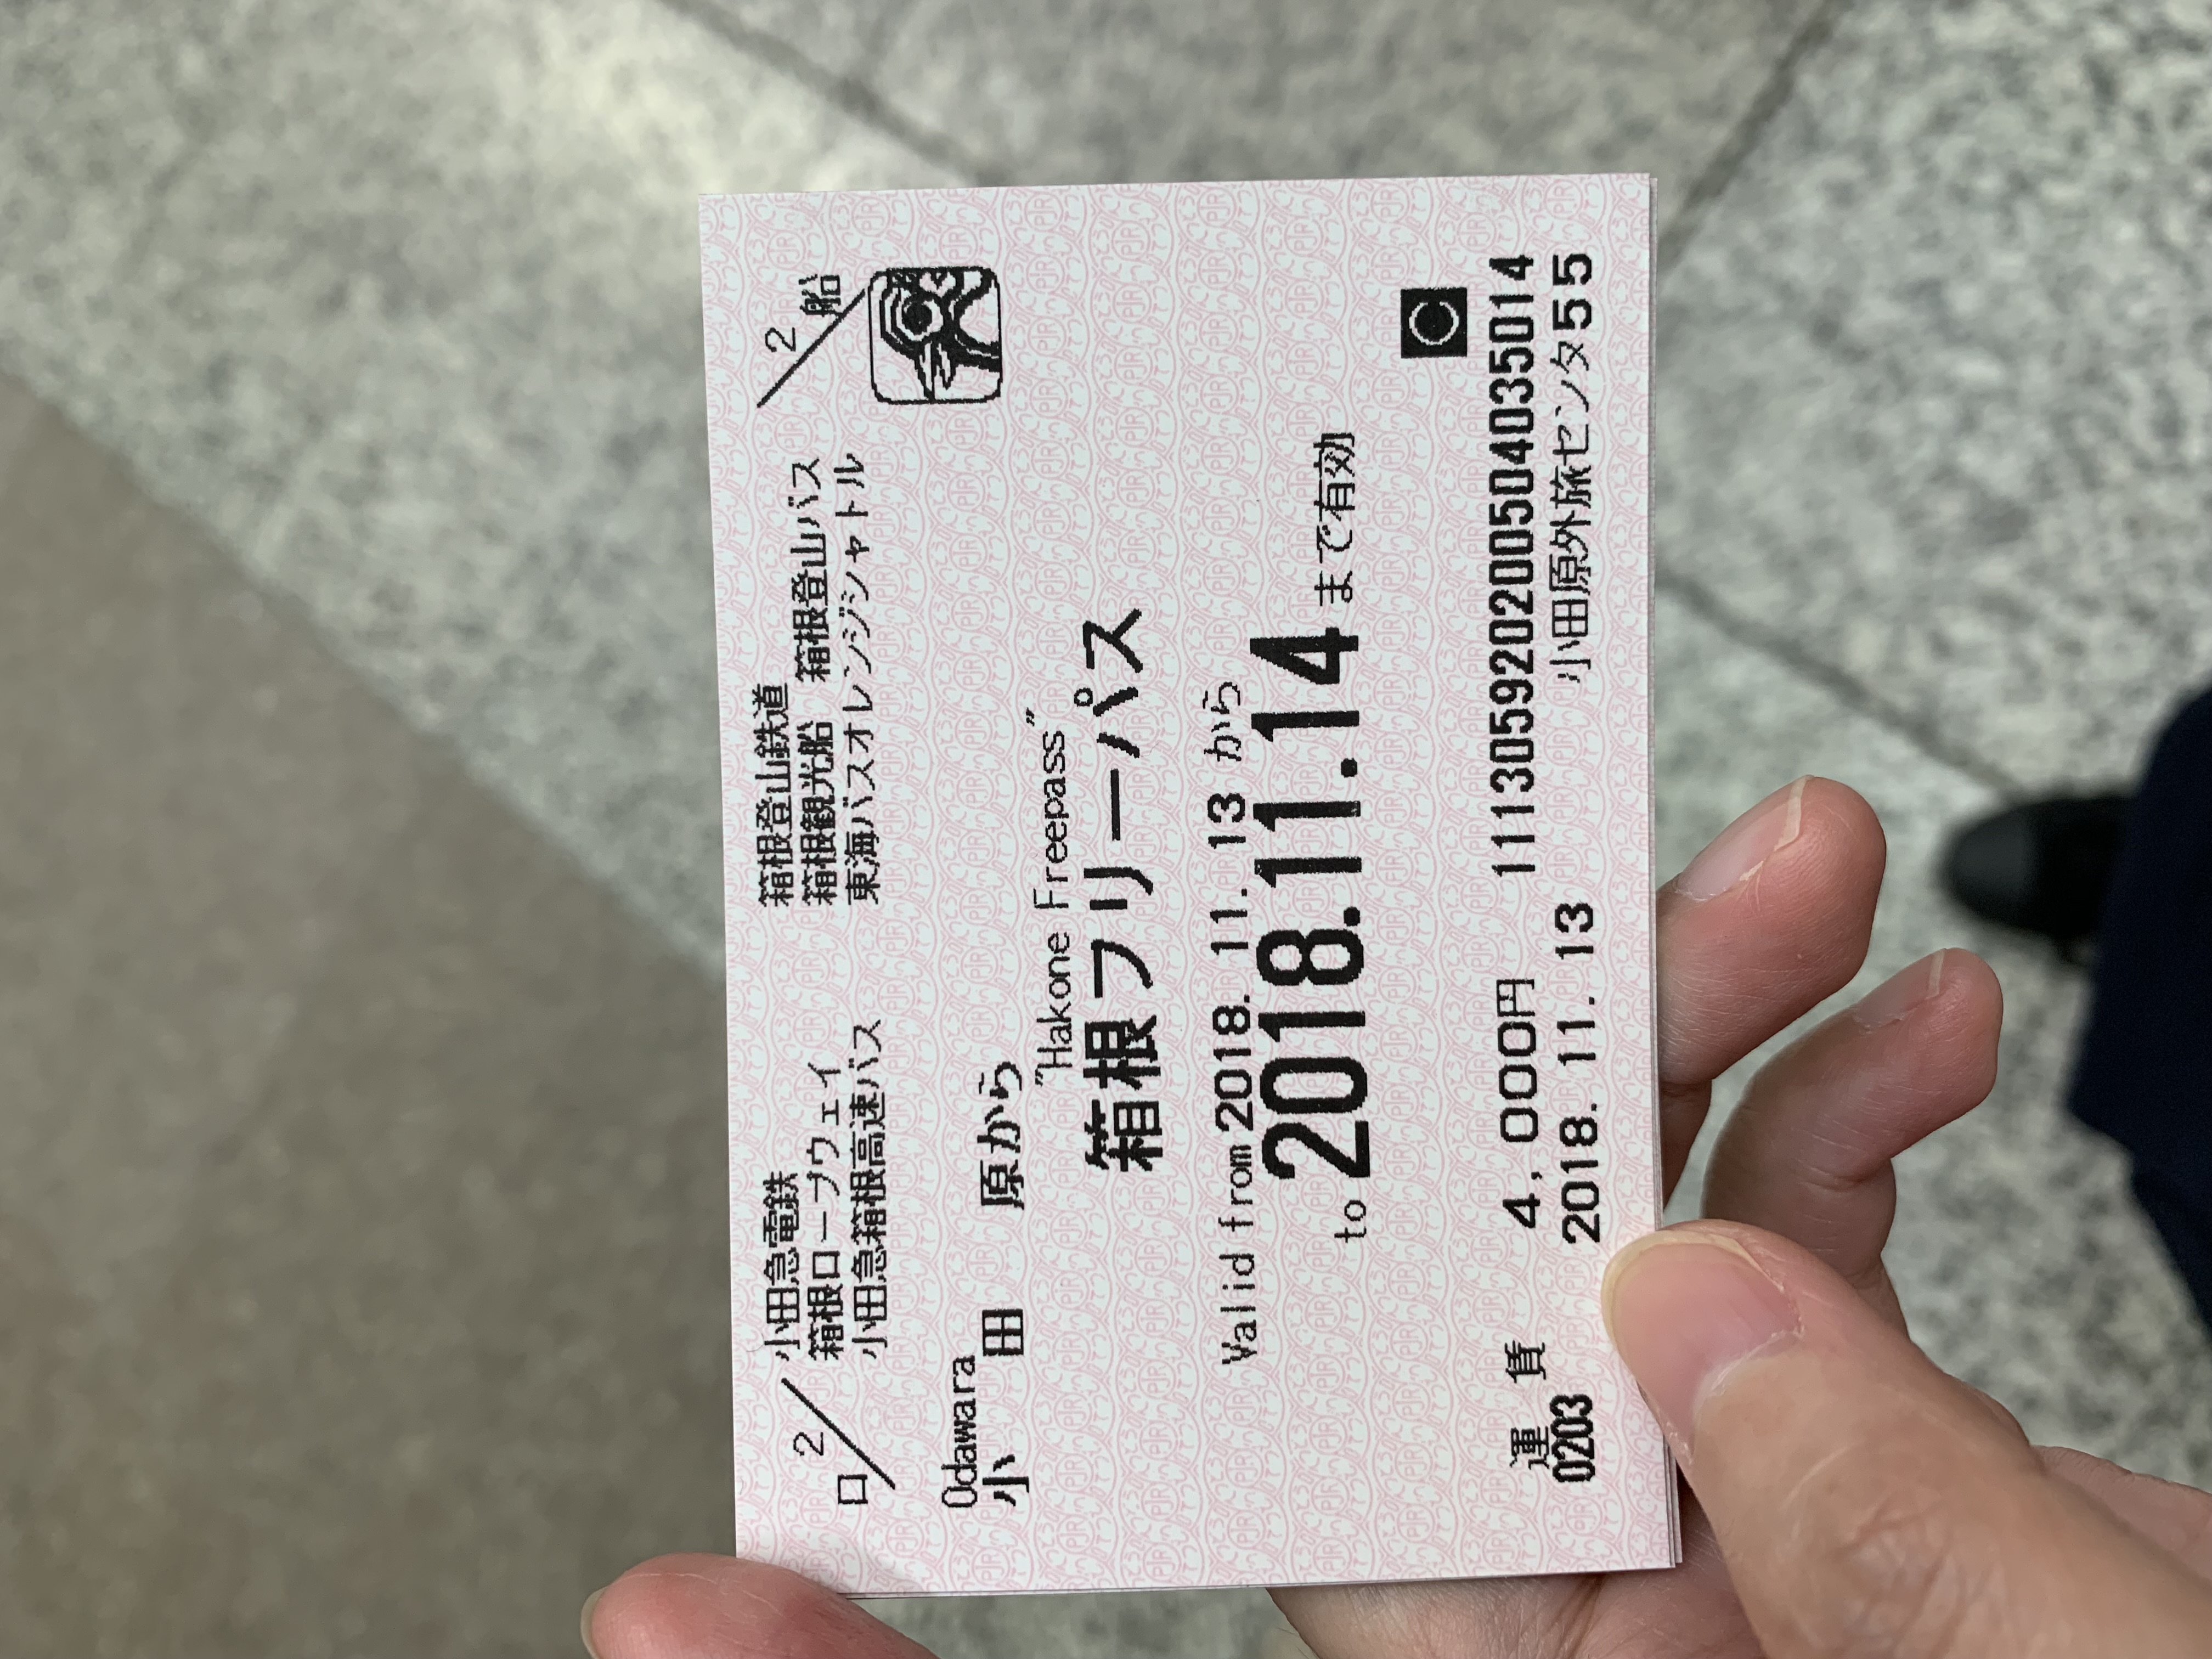 ロ 2／ 小田急電鉄 箱根登山鉄道 ／2 船
箱根ロープウェイ 箱根観光船 箱根登山バス
小田急箱根高速バス 東海バスオレンジシャトル
Odawara
小 田 原から
"Hakone Freepass"
箱根フリーパス
Valid from 2018. 11. 13 から
to 2018.11.14 まで有効
C
運 賃 4, 000円 111305920200504035014
0203 2018. 11. 13 小田原外旅センタ55